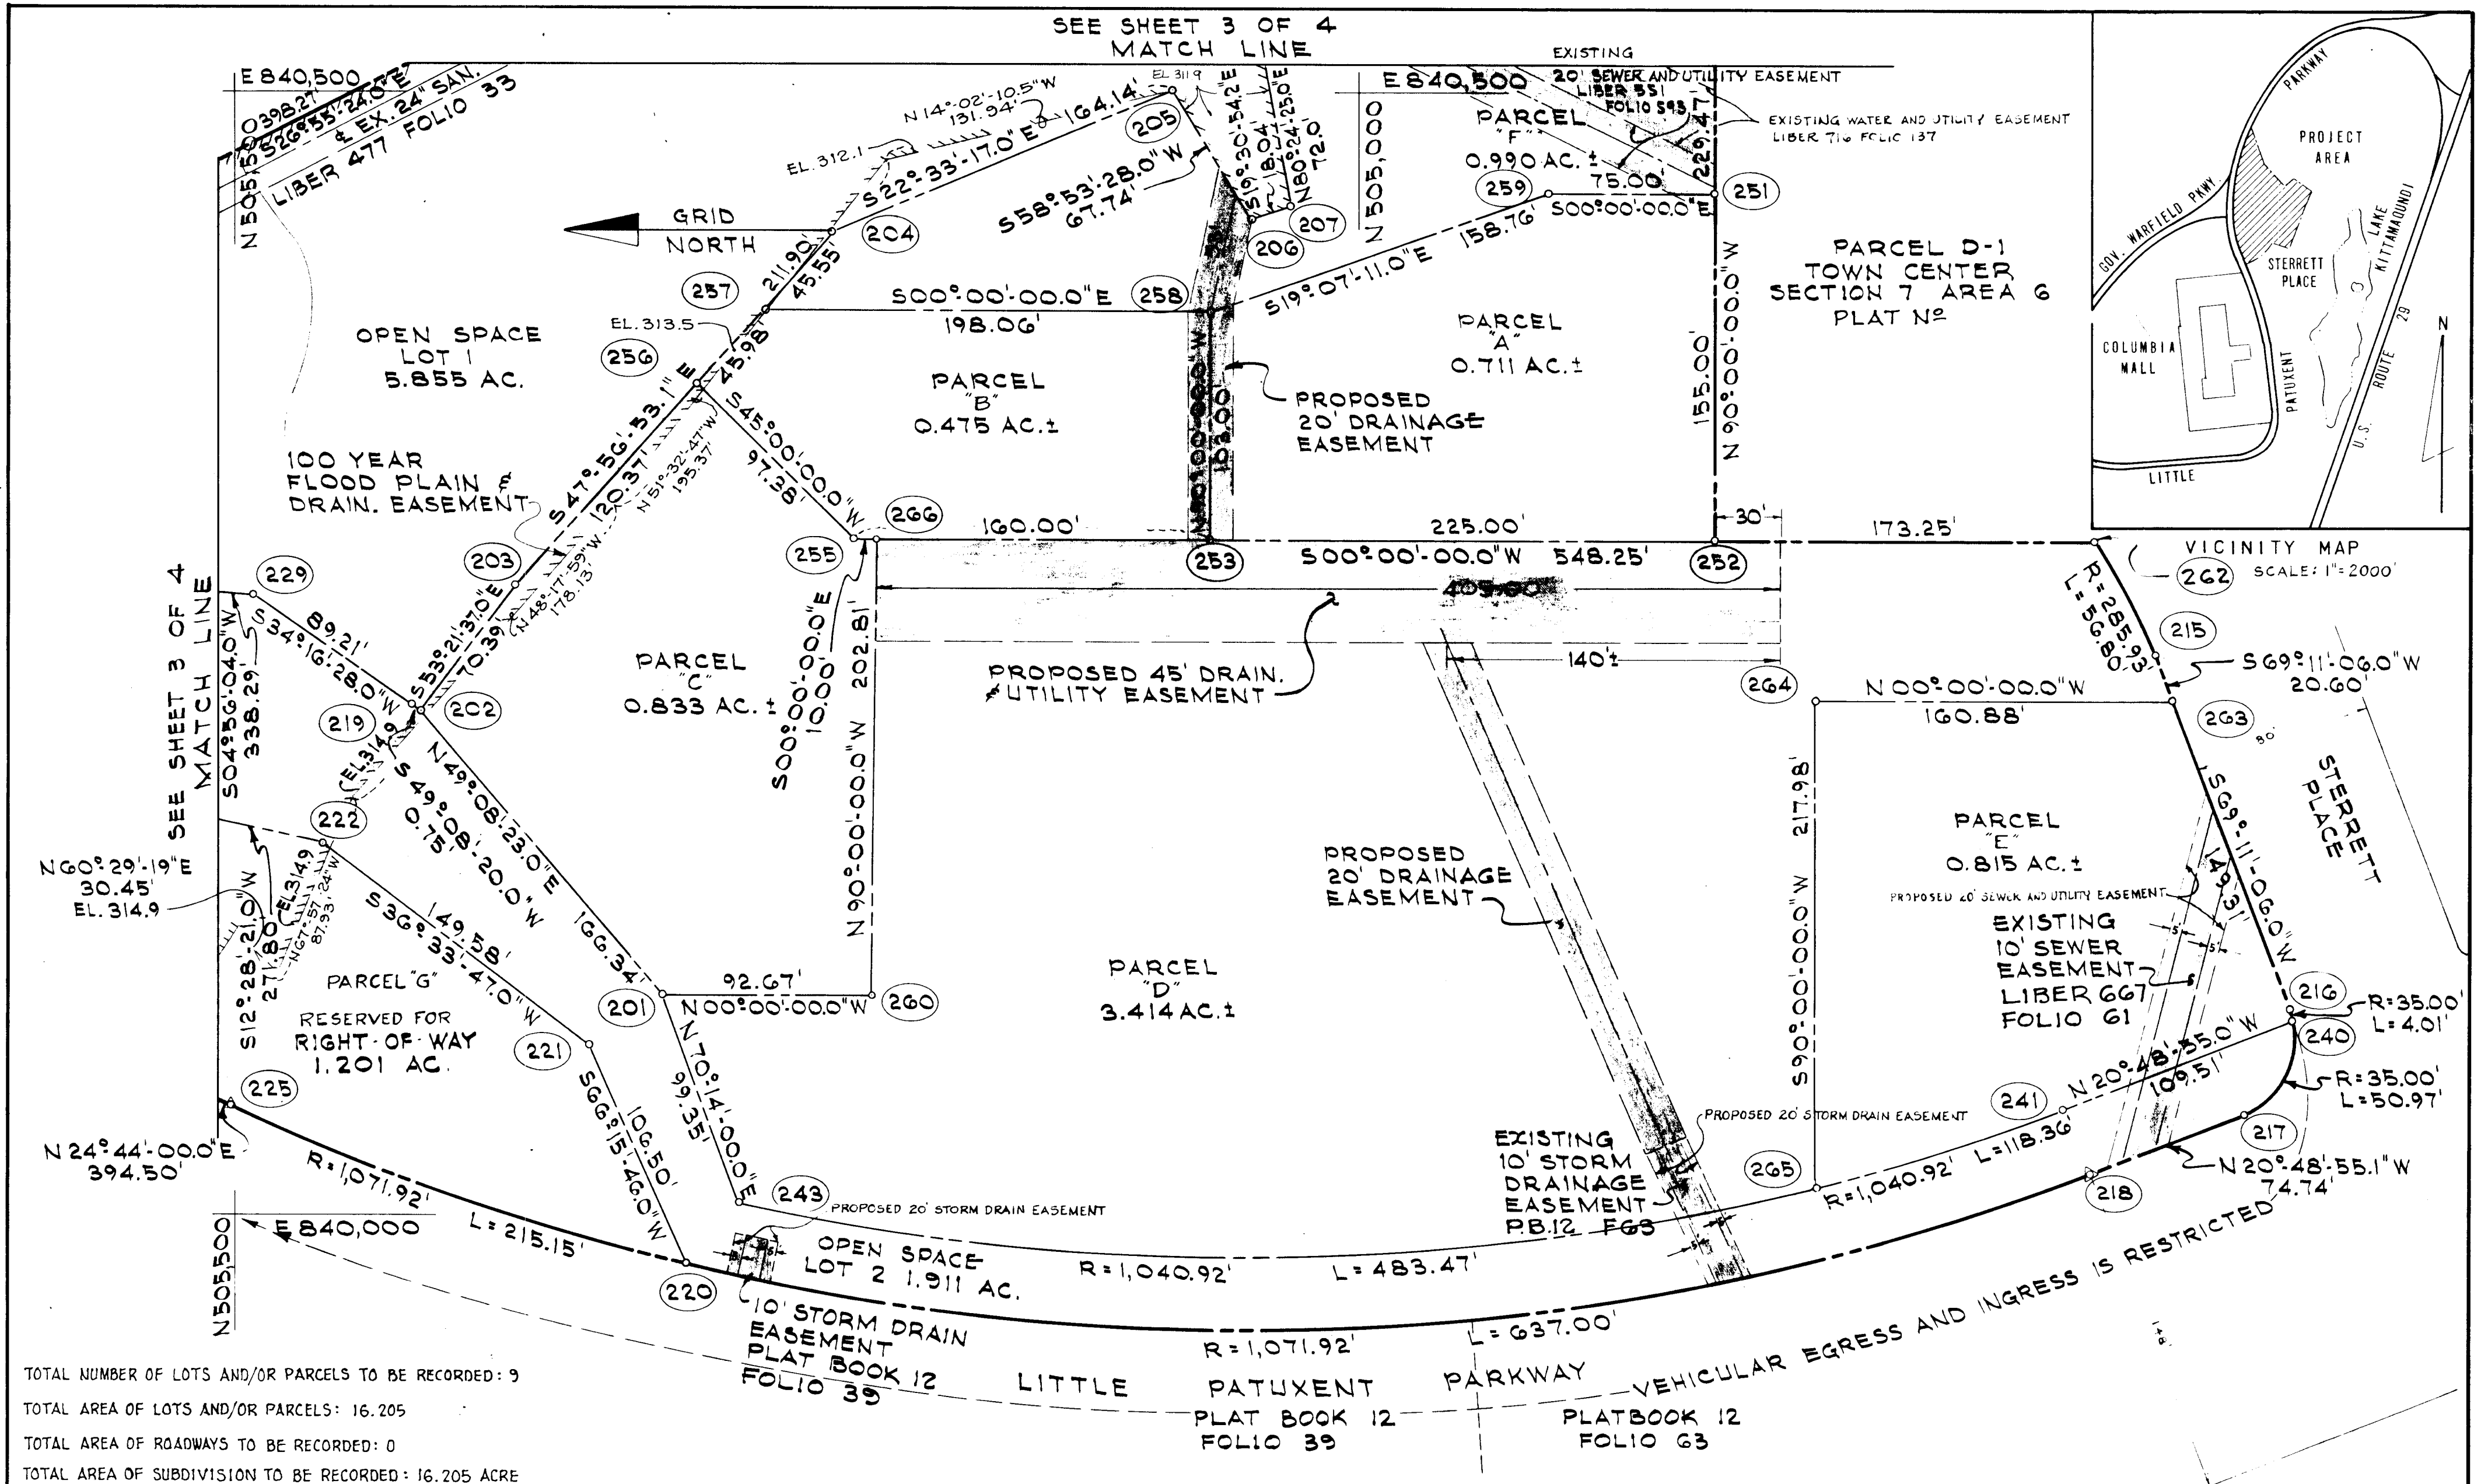 SEE SHEET 3 OF 4
MATCH LINE
E 840,500
0398.27'
S26°-55'-24.0"E
℄ EX. 24" SAN.
LIBER 477 FOLIO 33
N505,500
EL. 312.1
N14°-02'-10.5"W
131.94'
EL 311.9
S22°-33'-17.0"E 164.14'
205
S58°-53'-28.0"W
67.74'
S19°-30'-54.2"E
18.04'
N80°-24'-25.0"E
72.0'
206
207
204
GRID
NORTH
N505,000
E 840,500
EXISTING
20' SEWER AND UTILITY EASEMENT
LIBER 551
FOLIO 593
EXISTING WATER AND UTILITY EASEMENT
LIBER 716 FOLIO 137
PARCEL
"F"
0.990 AC. ±
229.47'
259
75.00'
S00°-00'-00.0"E
251
S19°-07'-11.0"E 158.76'
N 90°-00'-00.0"W
155.00'
PARCEL D-1
TOWN CENTER
SECTION 7 AREA 6
PLAT Nº
257
211.90'
45.55'
S00°-00'-00.0"E
198.06'
258
EL. 313.5
256
45.98'
OPEN SPACE
LOT 1
5.855 AC.
PARCEL
"B"
0.475 AC.±
PARCEL
"A"
0.711 AC.±
N90°-00'-00.0"W
103.00'
PROPOSED
20' DRAINAGE
EASEMENT
100 YEAR
FLOOD PLAIN &
DRAIN. EASEMENT
S47°-56'-53.1"E
120.37'
N51°-32'-47"W
195.37'
S45°-00'-00.0"W
97.38'
266
160.00'
225.00'
30'
173.25'
255
253
S00°-00'-00.0"W 548.25'
252
405.00'
S00°-00'-00.0"E
10.00'
203
N48°-17'-59"W
178.13'
S53°-21'-37.0"E
70.39'
229
89.21'
S34°-16'-28.0"W
S04°-56'-04.0"W
338.29'
SEE SHEET 3 OF 4
MATCH LINE
219
202
EL.314.9
S49°-08'-20.0"W
0.75'
N49°-08'-23.0"E
166.34'
PARCEL
"C"
0.833 AC. ±
N90°-00'-00.0"W 202.81'
PROPOSED 45' DRAIN.
& UTILITY EASEMENT
140'±
262
R=285.93'
L=56.80'
215
S69°-11'-06.0"W
20.60'
264
N00°-00'-00.0"W
160.88'
263
80'
STERRETT
PLACE
S90°-00'-00.0"W 217.98'
S69°-11'-06.0"W
149.31'
PARCEL
"E"
0.815 AC.±
PROPOSED 20' SEWER AND UTILITY EASEMENT
EXISTING
10' SEWER
EASEMENT
LIBER 667
FOLIO 61
5'
5'
216
R=35.00'
L=4.01'
240
R=35.00'
L=50.97'
217
N20°-48'-55.1"W
74.74'
N20°-48'-55.0"W
109.51'
241
218
R=1,040.92' L=118.36'
265
222
N60°-29'-19"E
30.45'
EL. 314.9
S12°-28'-21.0"W
271.80'
EL.314.9
N67°-57'-24"W
87.93'
149.58'
S36°-33'-47.0"W
PARCEL "G"
RESERVED FOR
RIGHT-OF-WAY
1.201 AC.
221
201
92.67'
N00°-00'-00.0"W
260
PARCEL
"D"
3.414 AC.±
PROPOSED
20' DRAINAGE
EASEMENT
225
N24°-44'-00.0"E
394.50'
R=1,071.92'
L=215.15'
S66°-15'-46.0"W
106.50'
N70°-14'-00.0"E
99.35'
243
PROPOSED 20' STORM DRAIN EASEMENT
OPEN SPACE
LOT 2 1.911 AC.
220
10' STORM DRAIN
EASEMENT
PLAT BOOK 12
FOLIO 39
R=1,040.92'
L=483.47'
EXISTING
10' STORM
DRAINAGE
EASEMENT
P.B.12 F63
PROPOSED 20' STORM DRAIN EASEMENT
5'
5'
R=1,071.92'
L=637.00'
E 840,000
N505,500
LITTLE PATUXENT PARKWAY
PLAT BOOK 12
FOLIO 39
PLATBOOK 12
FOLIO 63
VEHICULAR EGRESS AND INGRESS IS RESTRICTED
TOTAL NUMBER OF LOTS AND/OR PARCELS TO BE RECORDED: 9
TOTAL AREA OF LOTS AND/OR PARCELS: 16.205
TOTAL AREA OF ROADWAYS TO BE RECORDED: 0
TOTAL AREA OF SUBDIVISION TO BE RECORDED: 16.205 ACRE
PARKWAY
PROJECT
AREA
GOV. WARFIELD PKWY.
STERRETT
PLACE
LAKE
KITTAMAQUNDI
COLUMBIA
MALL
PATUXENT
LITTLE
U.S. ROUTE 29
N
VICINITY MAP
SCALE: 1"=2000'